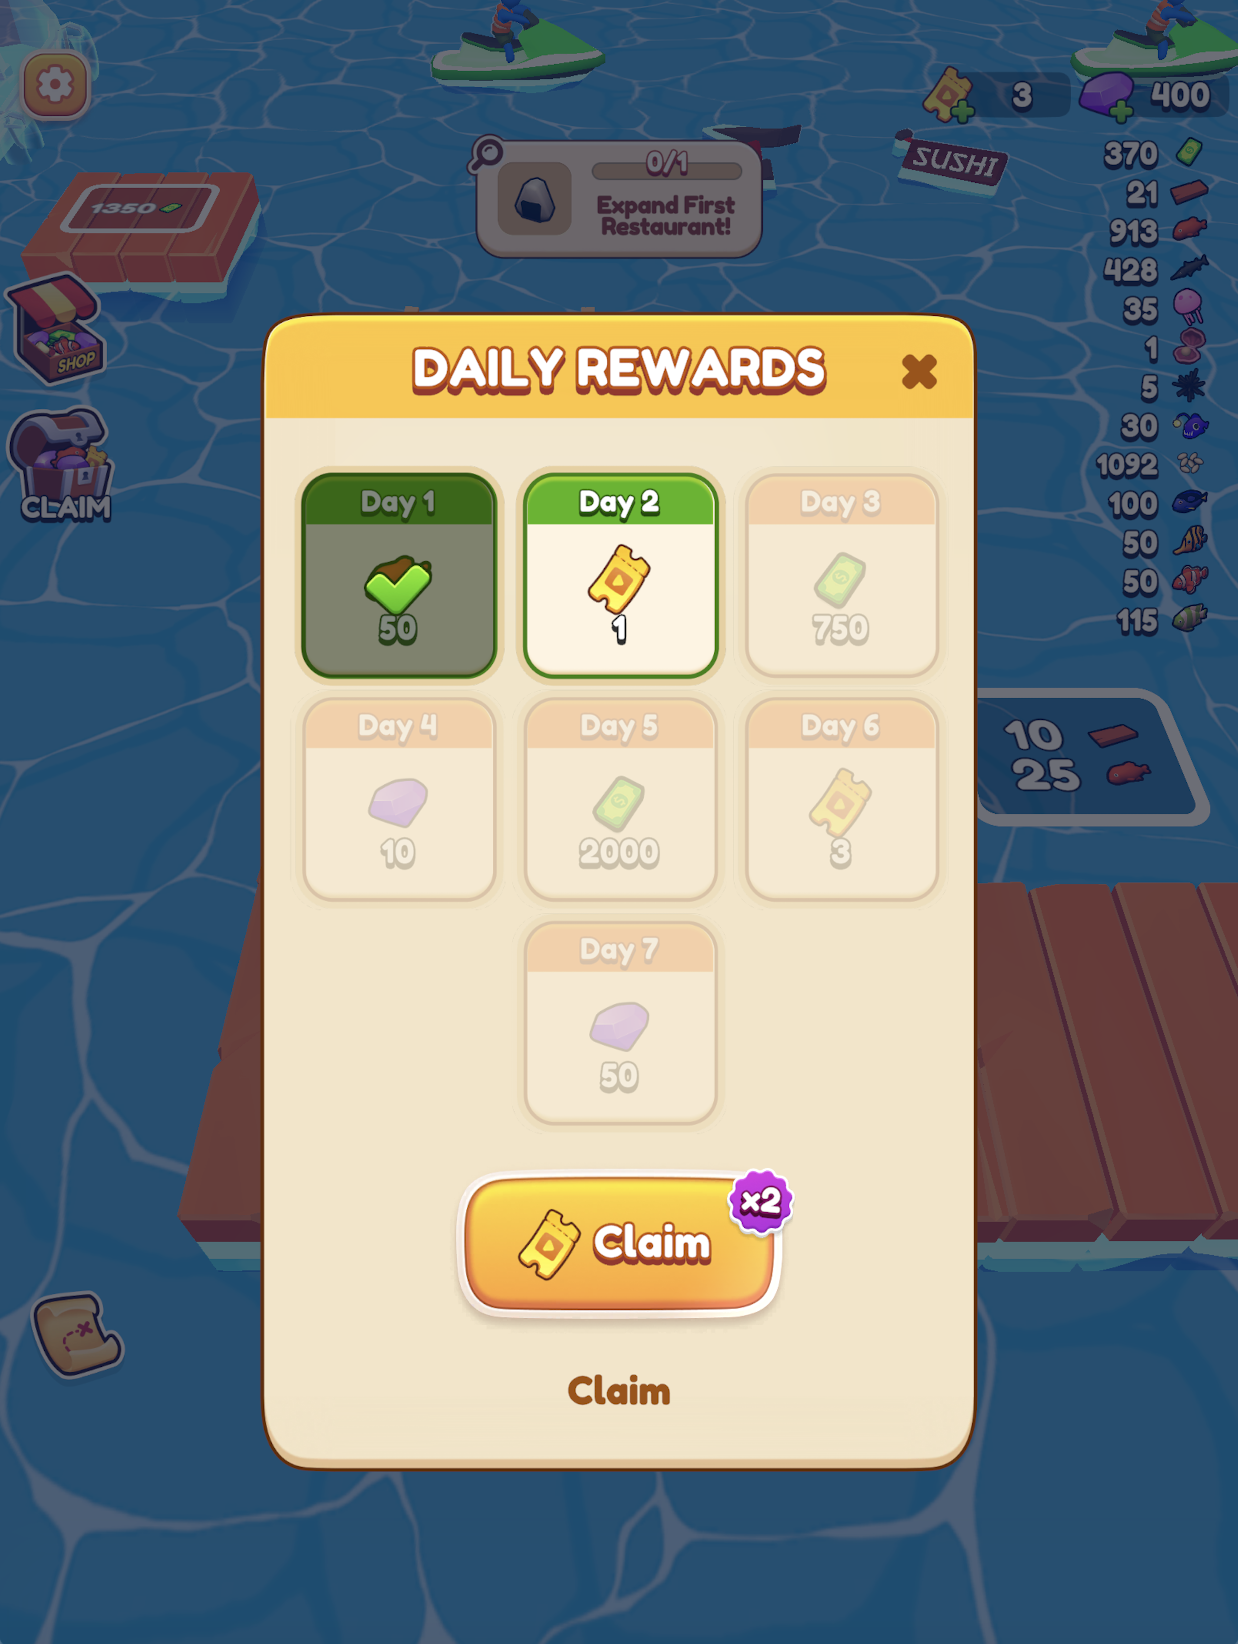 3
400
370
21
913
428
35
1
5
30
1092
100
50
50
115
1350
0/1
Expand First
Restaurant!
SUSHI
SHOP
CLAIM
DAILY REWARDS
Day 1
50
Day 2
1
Day 3
750
Day 4
10
Day 5
2000
Day 6
3
Day 7
50
10
25
x2
Claim
Claim